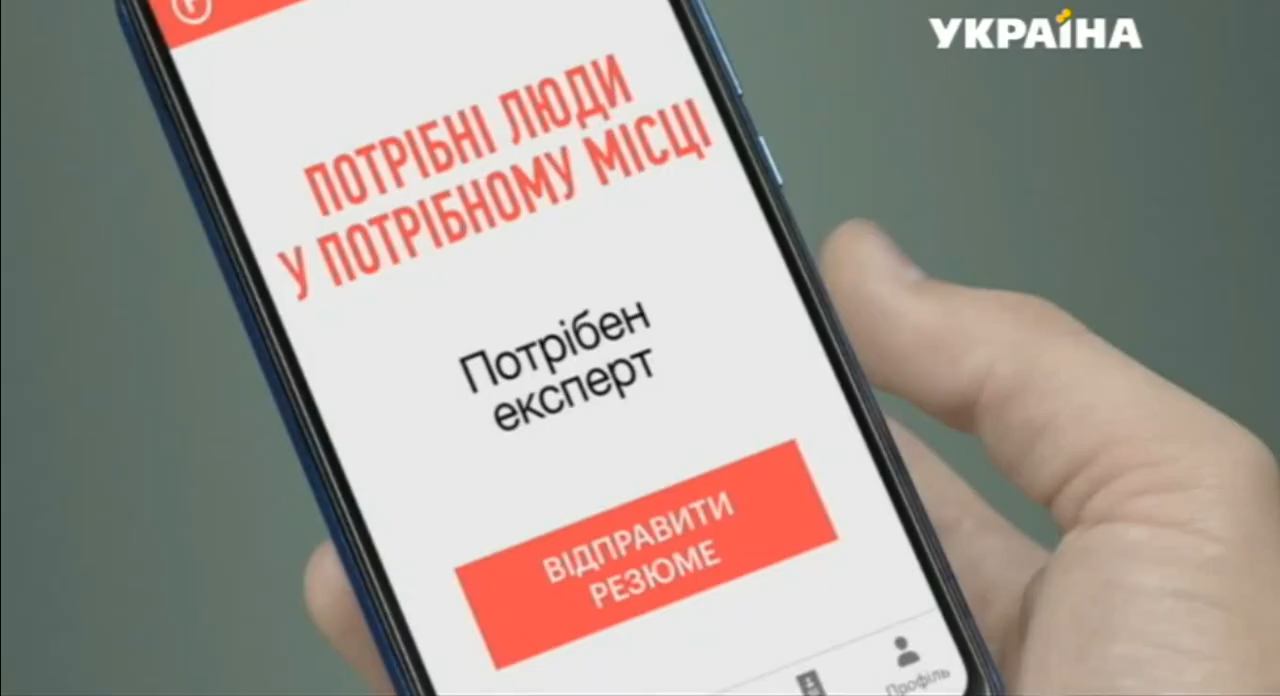 УКРАЇНА
ПОТРІБНІ ЛЮДИ
У ПОТРІБНОМУ МІСЦІ
Потрібен
експерт
ВІДПРАВИТИ
РЕЗЮМЕ
Профіль